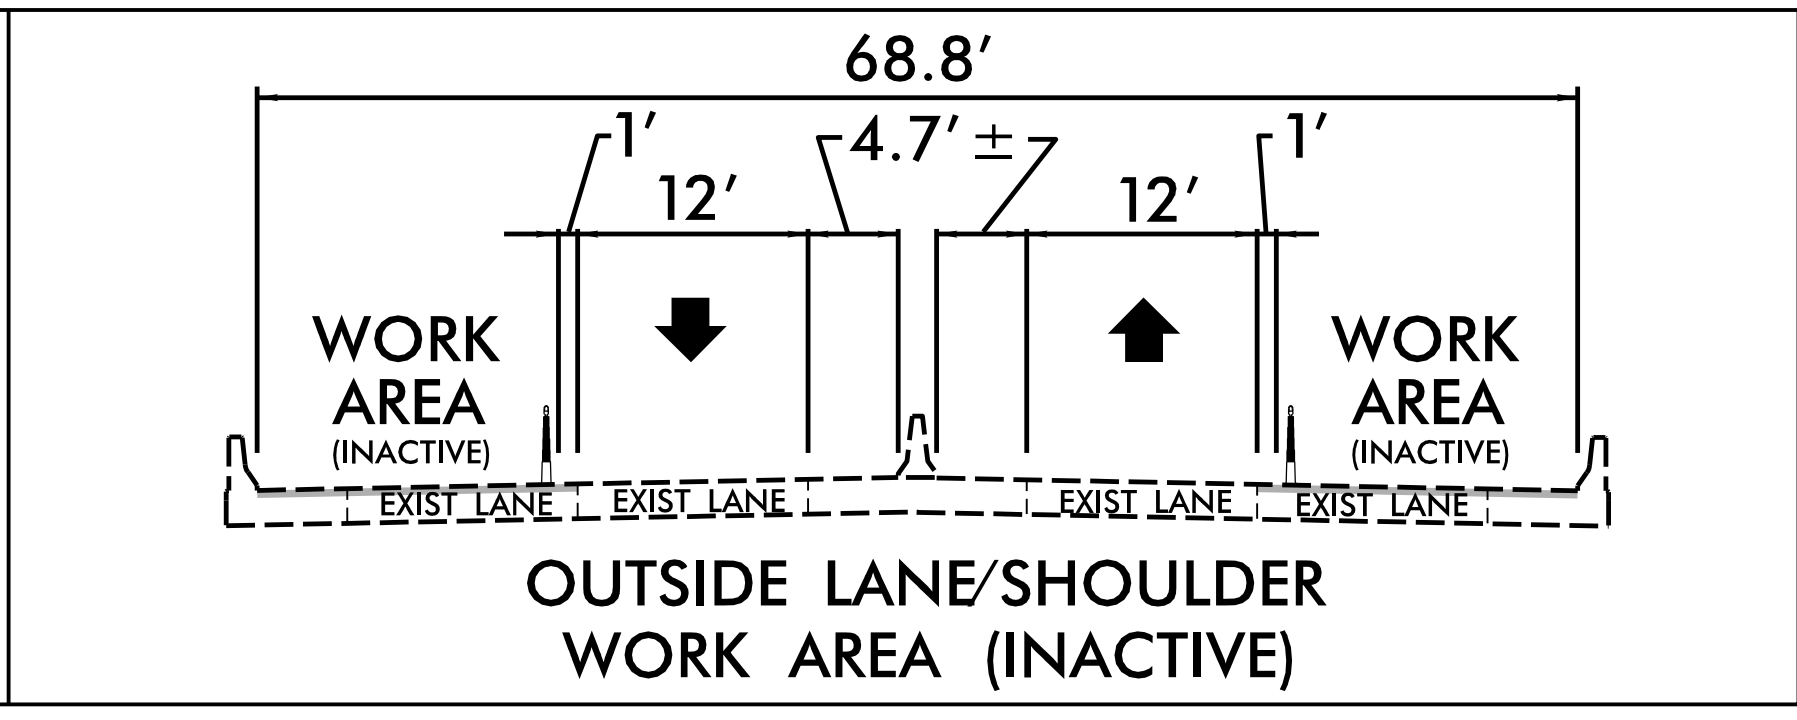 68.8'
1' 4.7' ± 1'
12' 12'
WORK WORK
AREA AREA
(INACTIVE) (INACTIVE)
EXIST LANE EXIST LANE EXIST LANE EXIST LANE
OUTSIDE LANE/SHOULDER
WORK AREA (INACTIVE)